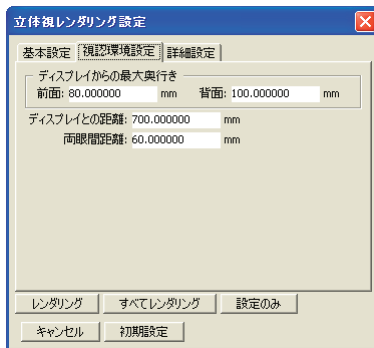 立体視レンダリング設定
基本設定 視認環境設定 詳細設定
ディスプレイからの最大奥行き
前面: 80.000000 mm 背面: 100.000000 mm
ディスプレイとの距離: 700.000000 mm
両眼間距離: 60.000000 mm
レンダリング すべてレンダリング 設定のみ
キャンセル 初期設定